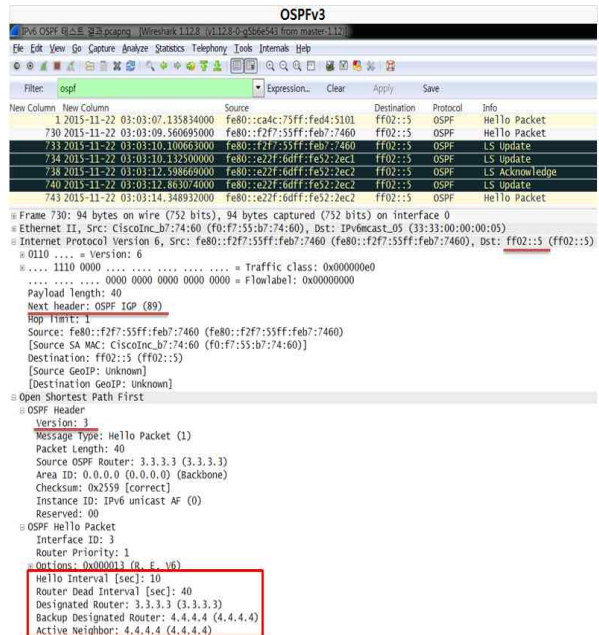 OSPFv3
IPv6 OSPF 테스트 결과.pcapng [Wireshark 1.12.8 (v1.12.8-0-g5b6e543 from master-1.12)]
File Edit View Go Capture Analyze Statistics Telephony Tools Internals Help
Filter: ospf Expression... Clear Apply Save
New Column New Column Source Destination Protocol Info
1 2015-11-22 03:03:07.135834000 fe80::ca4c:75ff:fed4:5101 ff02::5 OSPF Hello Packet
730 2015-11-22 03:03:09.560695000 fe80::f2f7:55ff:feb7:7460 ff02::5 OSPF Hello Packet
733 2015-11-22 03:03:10.100663000 fe80::f2f7:55ff:feb7:7460 ff02::5 OSPF LS Update
734 2015-11-22 03:03:10.132500000 fe80::e22f:6dff:fe52:2ec1 ff02::5 OSPF LS Update
738 2015-11-22 03:03:12.598669000 fe80::e22f:6dff:fe52:2ec2 ff02::5 OSPF LS Acknowledge
740 2015-11-22 03:03:12.863074000 fe80::e22f:6dff:fe52:2ec2 ff02::5 OSPF LS Update
743 2015-11-22 03:03:14.348932000 fe80::e22f:6dff:fe52:2ec2 ff02::5 OSPF Hello Packet
Frame 730: 94 bytes on wire (752 bits), 94 bytes captured (752 bits) on interface 0
Ethernet II, Src: CiscoInc_b7:74:60 (f0:f7:55:b7:74:60), Dst: IPv6mcast_05 (33:33:00:00:00:05)
Internet Protocol Version 6, Src: fe80::f2f7:55ff:feb7:7460 (fe80::f2f7:55ff:feb7:7460), Dst: ff02::5 (ff02::5)
0110 .... = Version: 6
.... 1110 0000 .... .... .... .... .... = Traffic class: 0x000000e0
.... .... .... 0000 0000 0000 0000 0000 = Flowlabel: 0x00000000
Payload length: 40
Next header: OSPF IGP (89)
Hop limit: 1
Source: fe80::f2f7:55ff:feb7:7460 (fe80::f2f7:55ff:feb7:7460)
[Source SA MAC: CiscoInc_b7:74:60 (f0:f7:55:b7:74:60)]
Destination: ff02::5 (ff02::5)
[Source GeoIP: Unknown]
[Destination GeoIP: Unknown]
Open Shortest Path First
OSPF Header
Version: 3
Message Type: Hello Packet (1)
Packet Length: 40
Source OSPF Router: 3.3.3.3 (3.3.3.3)
Area ID: 0.0.0.0 (0.0.0.0) (Backbone)
Checksum: 0x2559 [correct]
Instance ID: IPv6 unicast AF (0)
Reserved: 00
OSPF Hello Packet
Interface ID: 3
Router Priority: 1
Options: 0x000013 (R, E, V6)
Hello Interval [sec]: 10
Router Dead Interval [sec]: 40
Designated Router: 3.3.3.3 (3.3.3.3)
Backup Designated Router: 4.4.4.4 (4.4.4.4)
Active Neighbor: 4.4.4.4 (4.4.4.4)